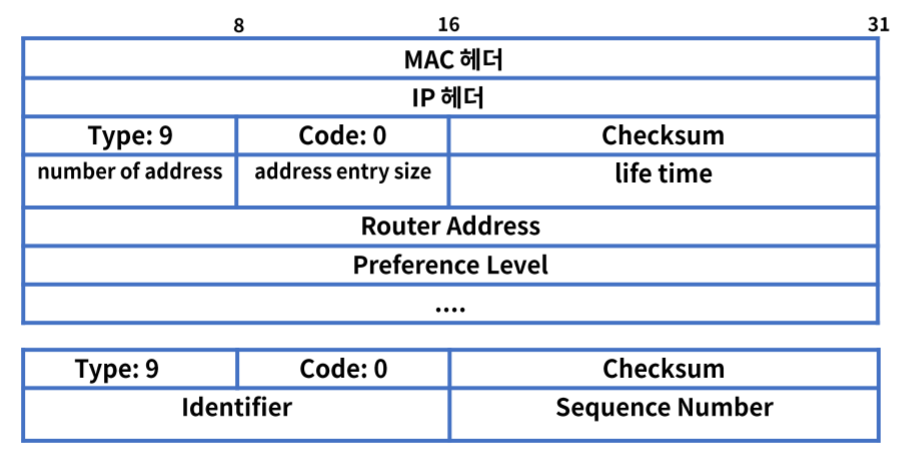 8 16 31
MAC 헤더
IP 헤더
Type: 9 Code: 0 Checksum
number of address address entry size life time
Router Address
Preference Level
....
Type: 9 Code: 0 Checksum
Identifier Sequence Number